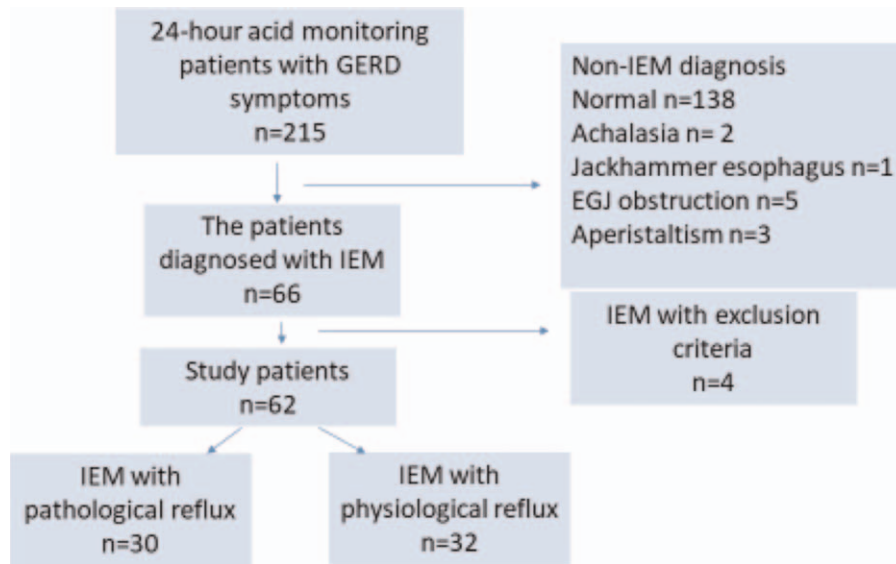 24-hour acid monitoring
patients with GERD
symptoms
n=215
Non-IEM diagnosis
Normal n=138
Achalasia n= 2
Jackhammer esophagus n=1
EGJ obstruction n=5
Aperistaltism n=3
The patients
diagnosed with IEM
n=66
IEM with exclusion
criteria
n=4
Study patients
n=62
IEM with
pathological reflux
n=30
IEM with
physiological reflux
n=32